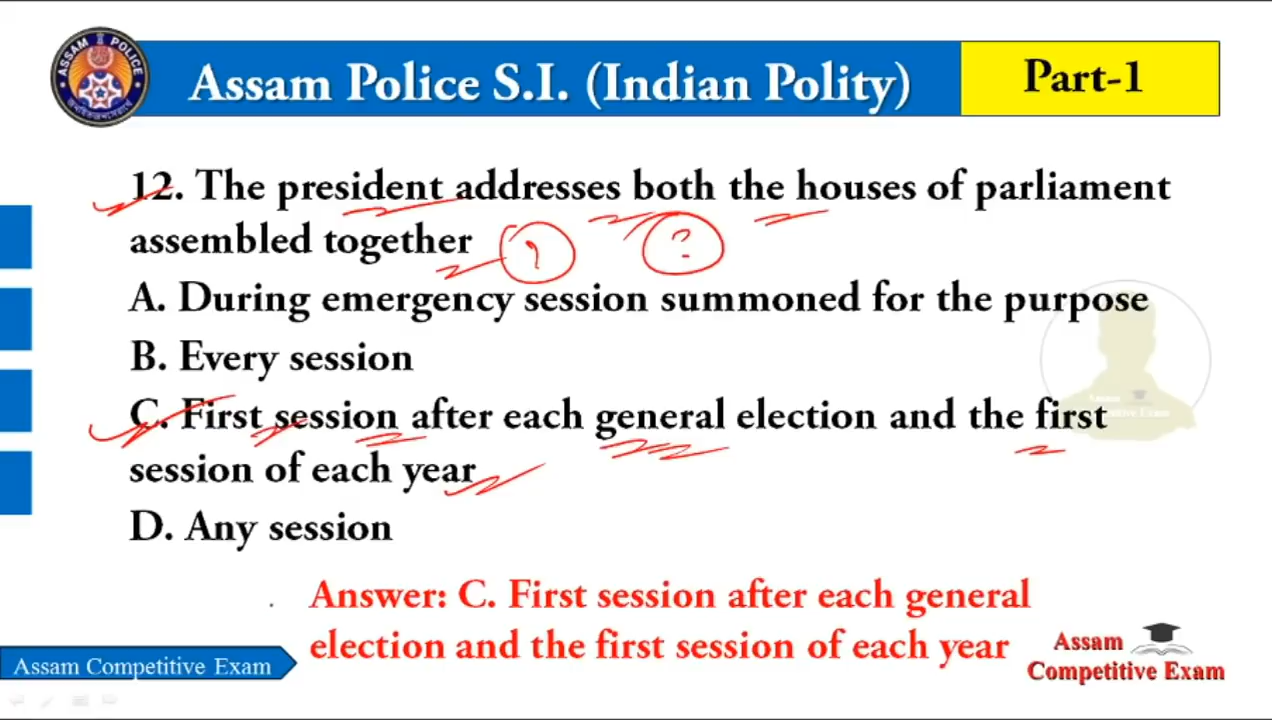 ASSAM POLICE
Assam Police S.I. (Indian Polity)
Part-1
12. The president addresses both the houses of parliament
assembled together
?
?
A. During emergency session summoned for the purpose
B. Every session
C. First session after each general election and the first
session of each year
D. Any session
Answer: C. First session after each general
election and the first session of each year
Assam Competitive Exam
Assam
Competitive Exam